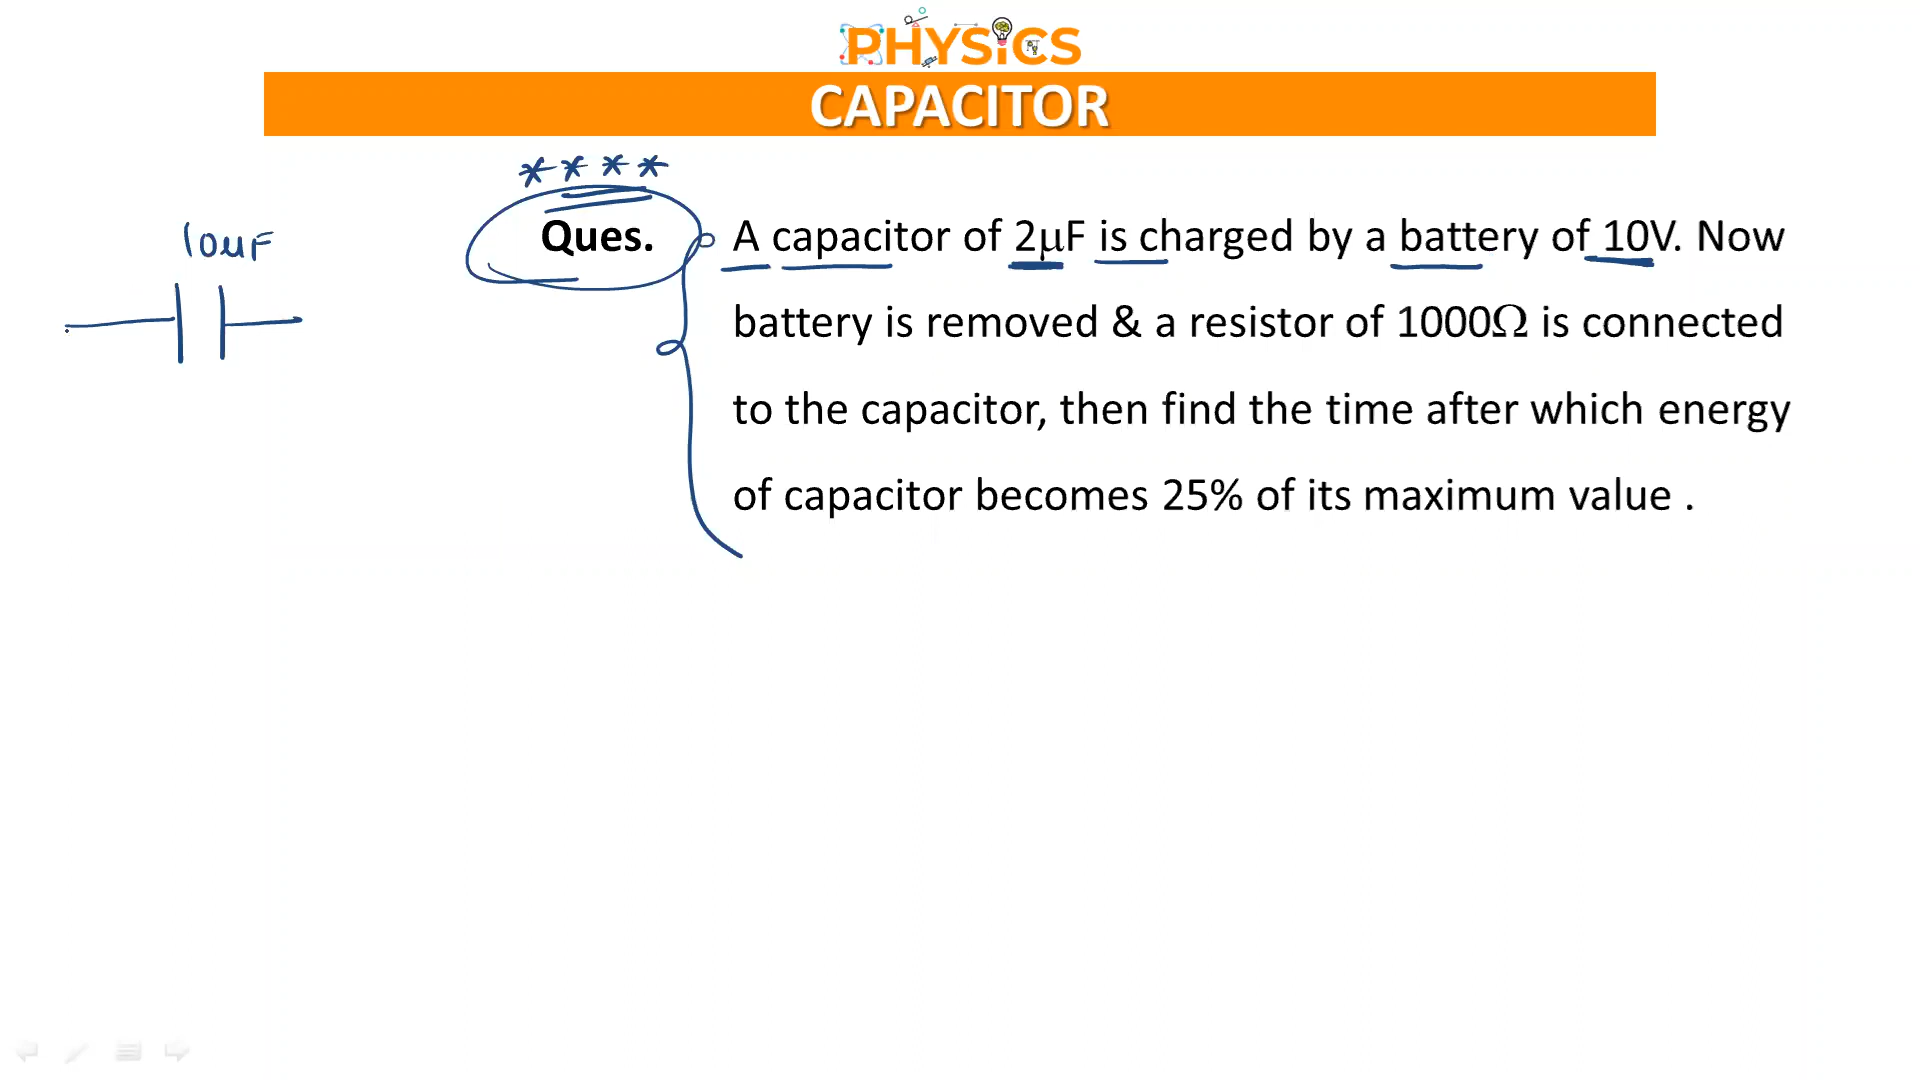 PHYSICS
CAPACITOR
****
10µF
Ques. A capacitor of 2μF is charged by a battery of 10V. Now
battery is removed & a resistor of 1000Ω is connected
to the capacitor, then find the time after which energy
of capacitor becomes 25% of its maximum value .